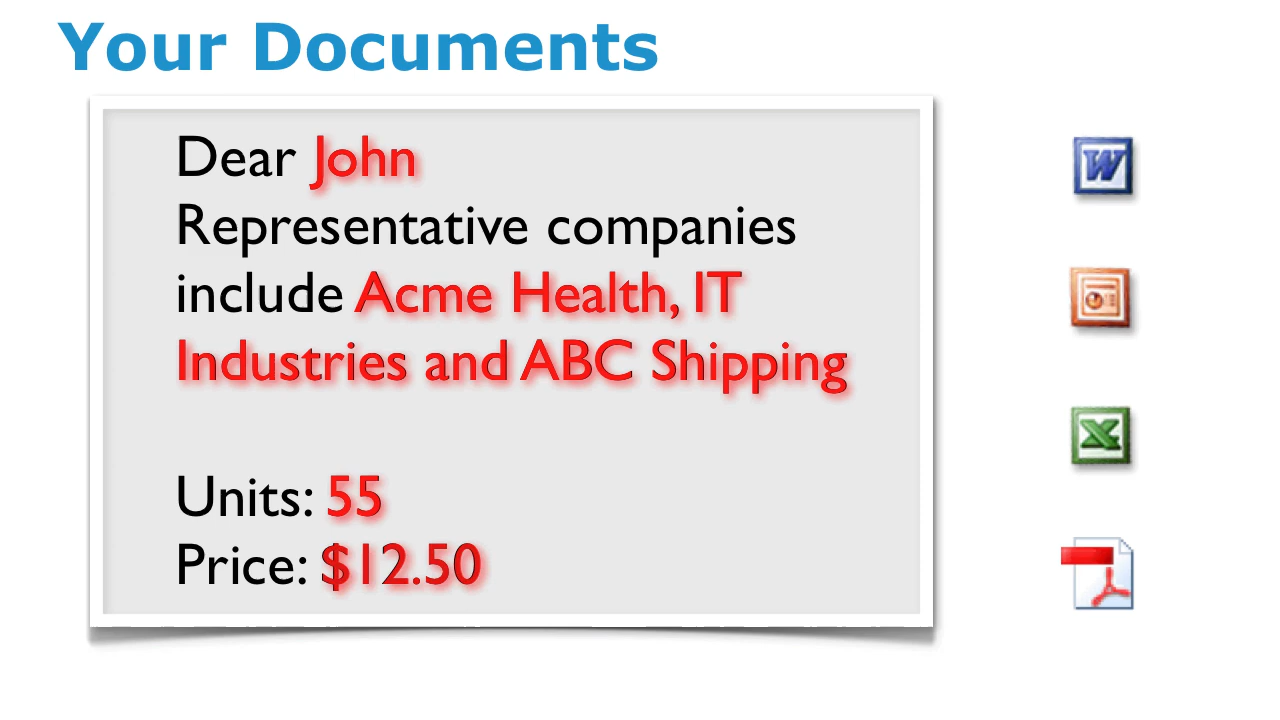 Your Documents
Dear John
Representative companies
include Acme Health, IT
Industries and ABC Shipping
Units: 55
Price: $12.50
W
X